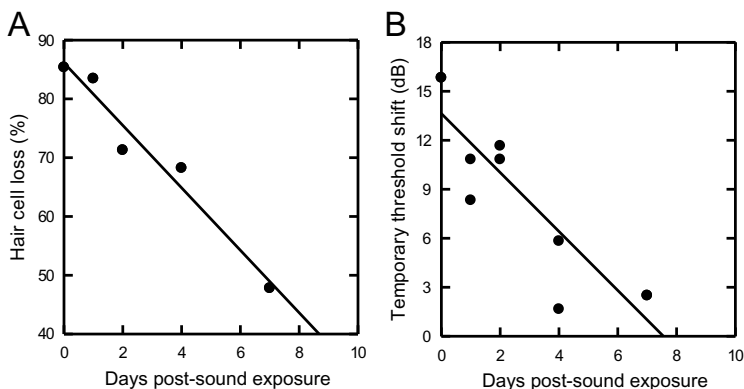 A
Hair cell loss (%)
90
80
70
60
50
40
0 2 4 6 8 10
Days post-sound exposure
B
Temporary threshold shift (dB)
18
15
12
9
6
3
0
0 2 4 6 8 10
Days post-sound exposure